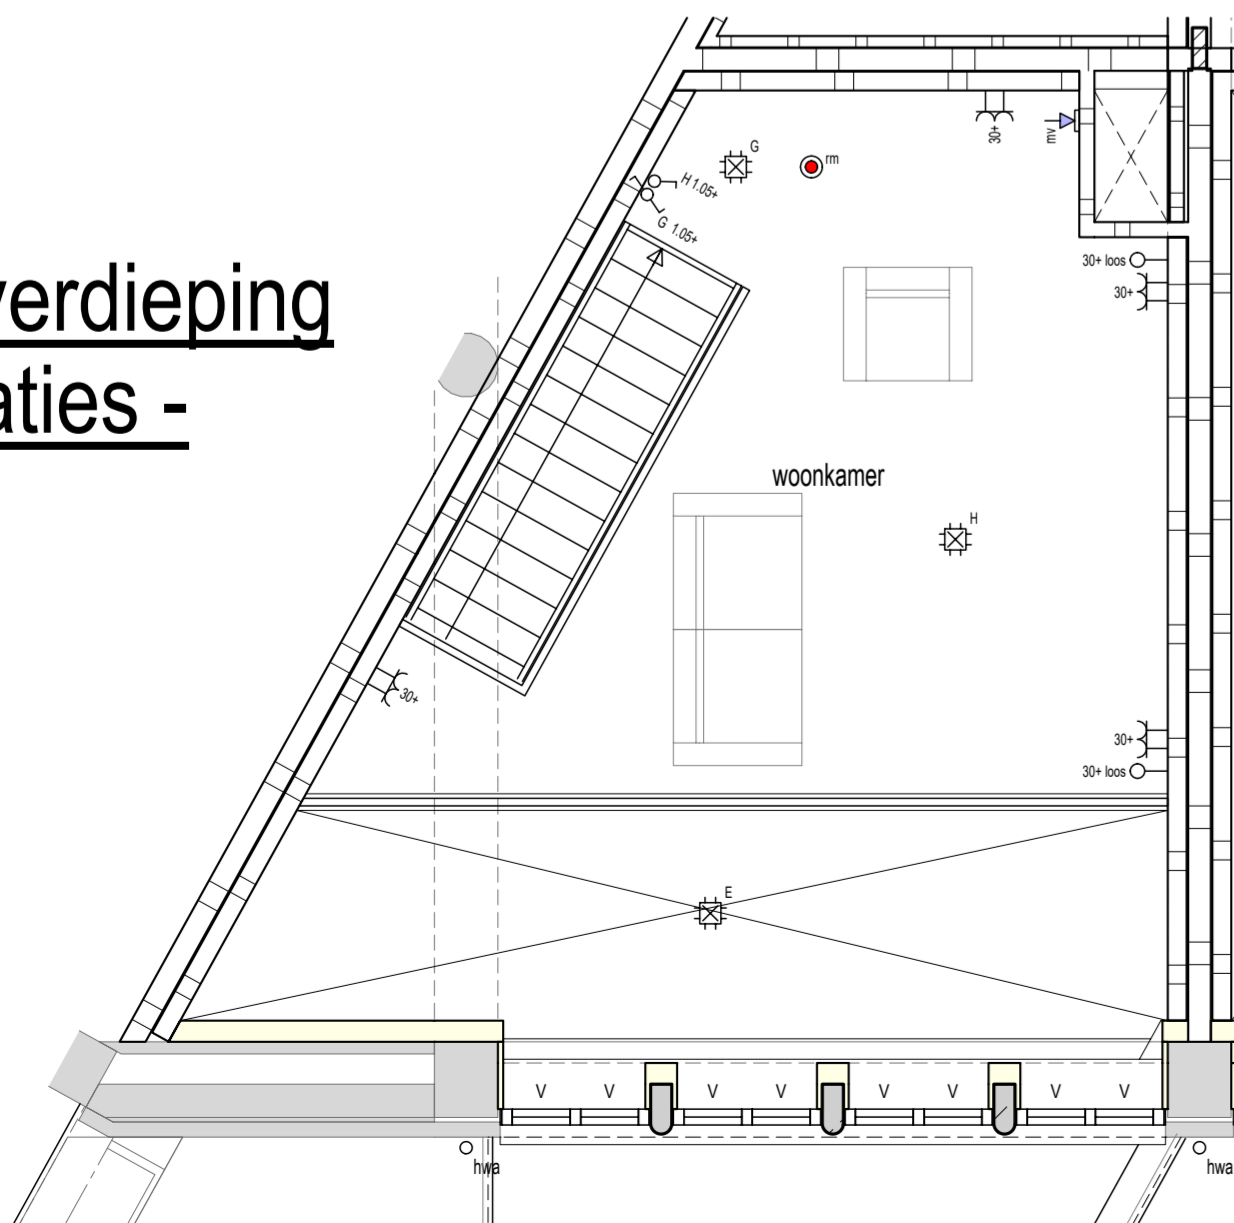 verdieping
aties -
G
rm
30+
mv
H 1.05+
G 1.05+
30+ loos
30+
woonkamer
H
30+
30+
30+ loos
E
V V V V V V V V
hwa
hwa